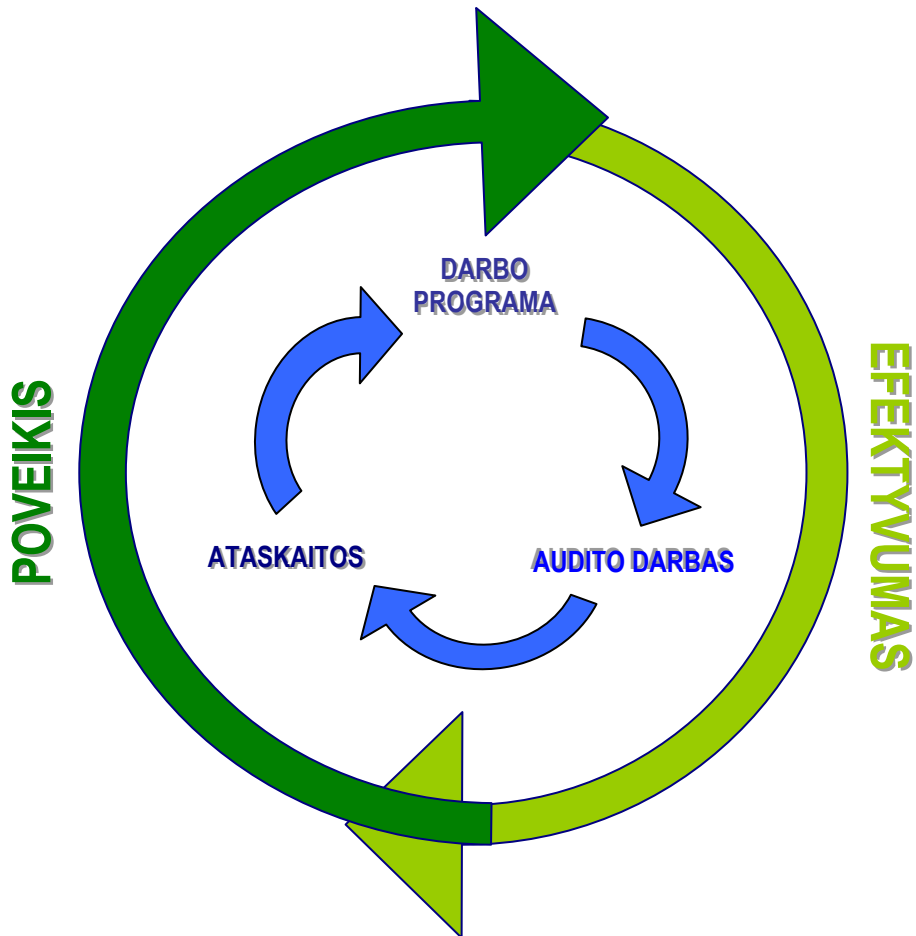 DARBO
PROGRAMA
POVEIKIS
EFEKTYVUMAS
ATASKAITOS
AUDITO DARBAS